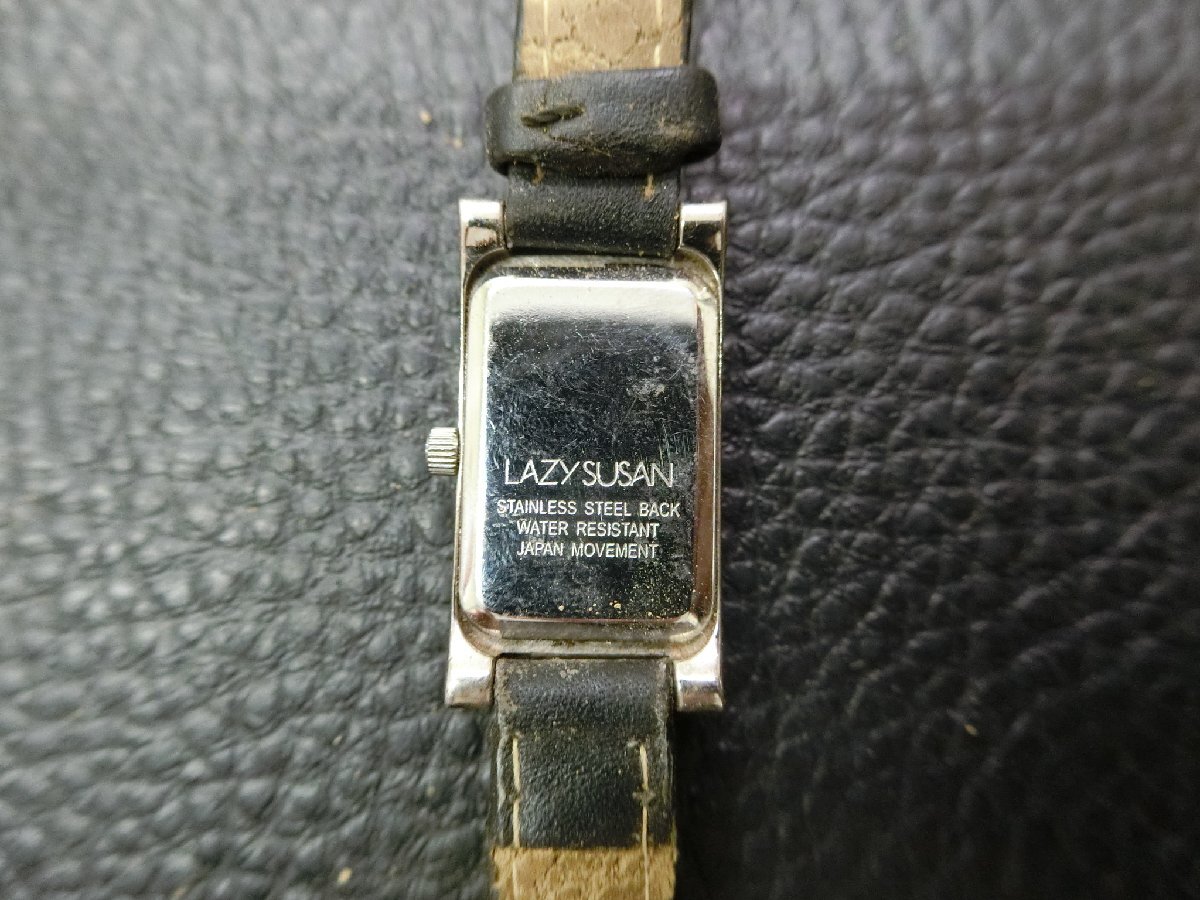 LAZY SUSAN
STAINLESS STEEL BACK
WATER RESISTANT
JAPAN MOVEMENT